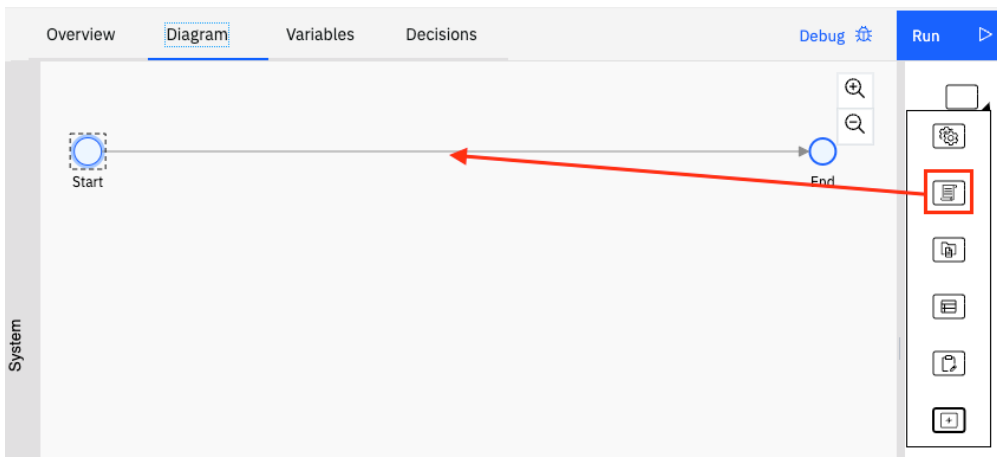 Overview Diagram Variables Decisions Debug Run
Start
End
System